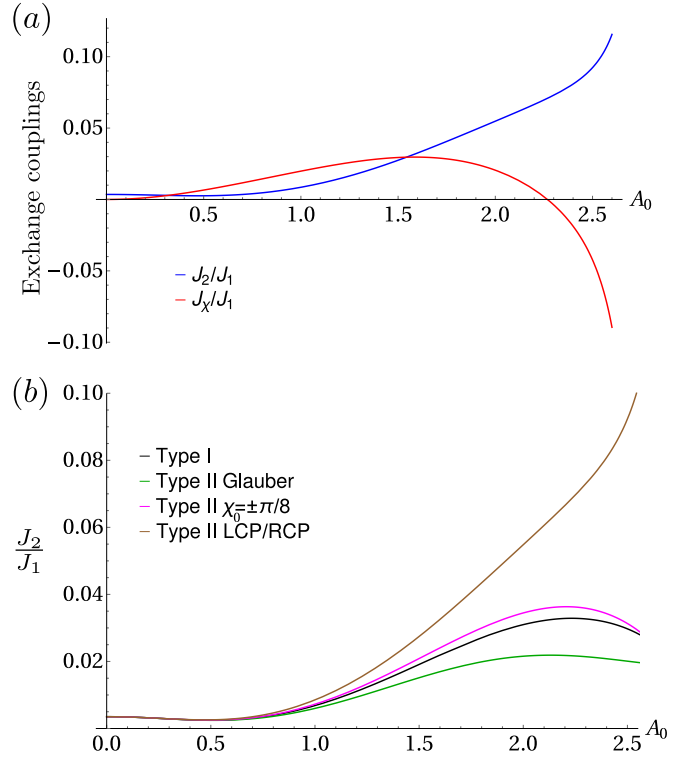 (a)
Exchange couplings
0.10
0.05
-0.05
-0.10
0.5
1.0
1.5
2.0
2.5
A₀
J₂/J₁
Jχ/J₁
(b)
J₂
J₁
0.10
0.08
0.06
0.04
0.02
Type I
Type II Glauber
Type II χ₀=±π/8
Type II LCP/RCP
0.0
0.5
1.0
1.5
2.0
2.5
A₀